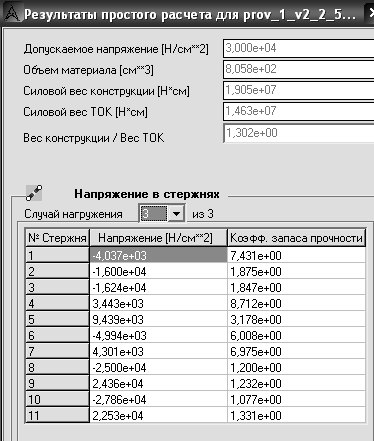 Результаты простого расчета для prov_1_v2_2_5...
Допускаемое напряжение [Н/см**2] 3,000e+04
Объем материала [см**3] 8,058e+02
Силовой вес конструкции [Н*см] 1,905e+07
Силовой вес ТОК [Н*см] 1,463e+07
Вес конструкции / Вес ТОК 1,302e+00
Напряжение в стержнях
Случай нагружения 3 из 3
№ Стержня Напряжение [Н/см**2] Коэфф. запаса прочности
1 -4,037e+03 7,431e+00
2 -1,600e+04 1,875e+00
3 -1,624e+04 1,847e+00
4 3,443e+03 8,712e+00
5 9,439e+03 3,178e+00
6 -4,994e+03 6,008e+00
7 4,301e+03 6,975e+00
8 -2,500e+04 1,200e+00
9 2,436e+04 1,232e+00
10 -2,786e+04 1,077e+00
11 2,253e+04 1,331e+00